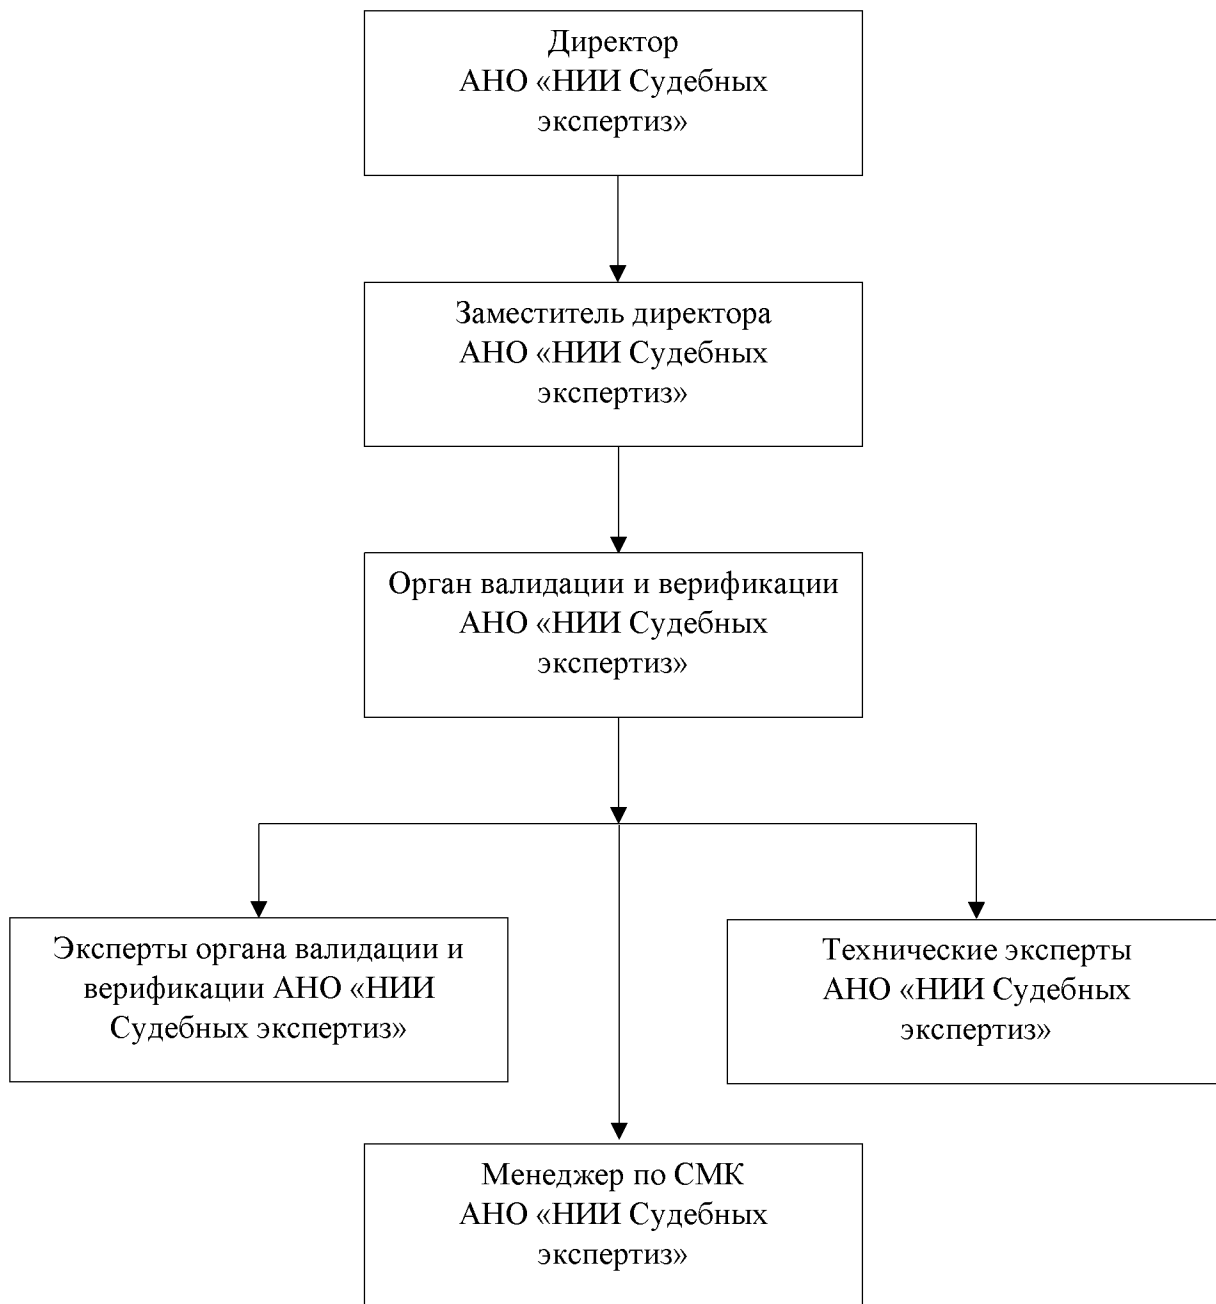 Директор
АНО «НИИ Судебных
экспертиз»
Заместитель директора
АНО «НИИ Судебных
экспертиз»
Орган валидации и верификации
АНО «НИИ Судебных
экспертиз»
Эксперты органа валидации и
верификации АНО «НИИ
Судебных экспертиз»
Технические эксперты
АНО «НИИ Судебных
экспертиз»
Менеджер по СМК
АНО «НИИ Судебных
экспертиз»